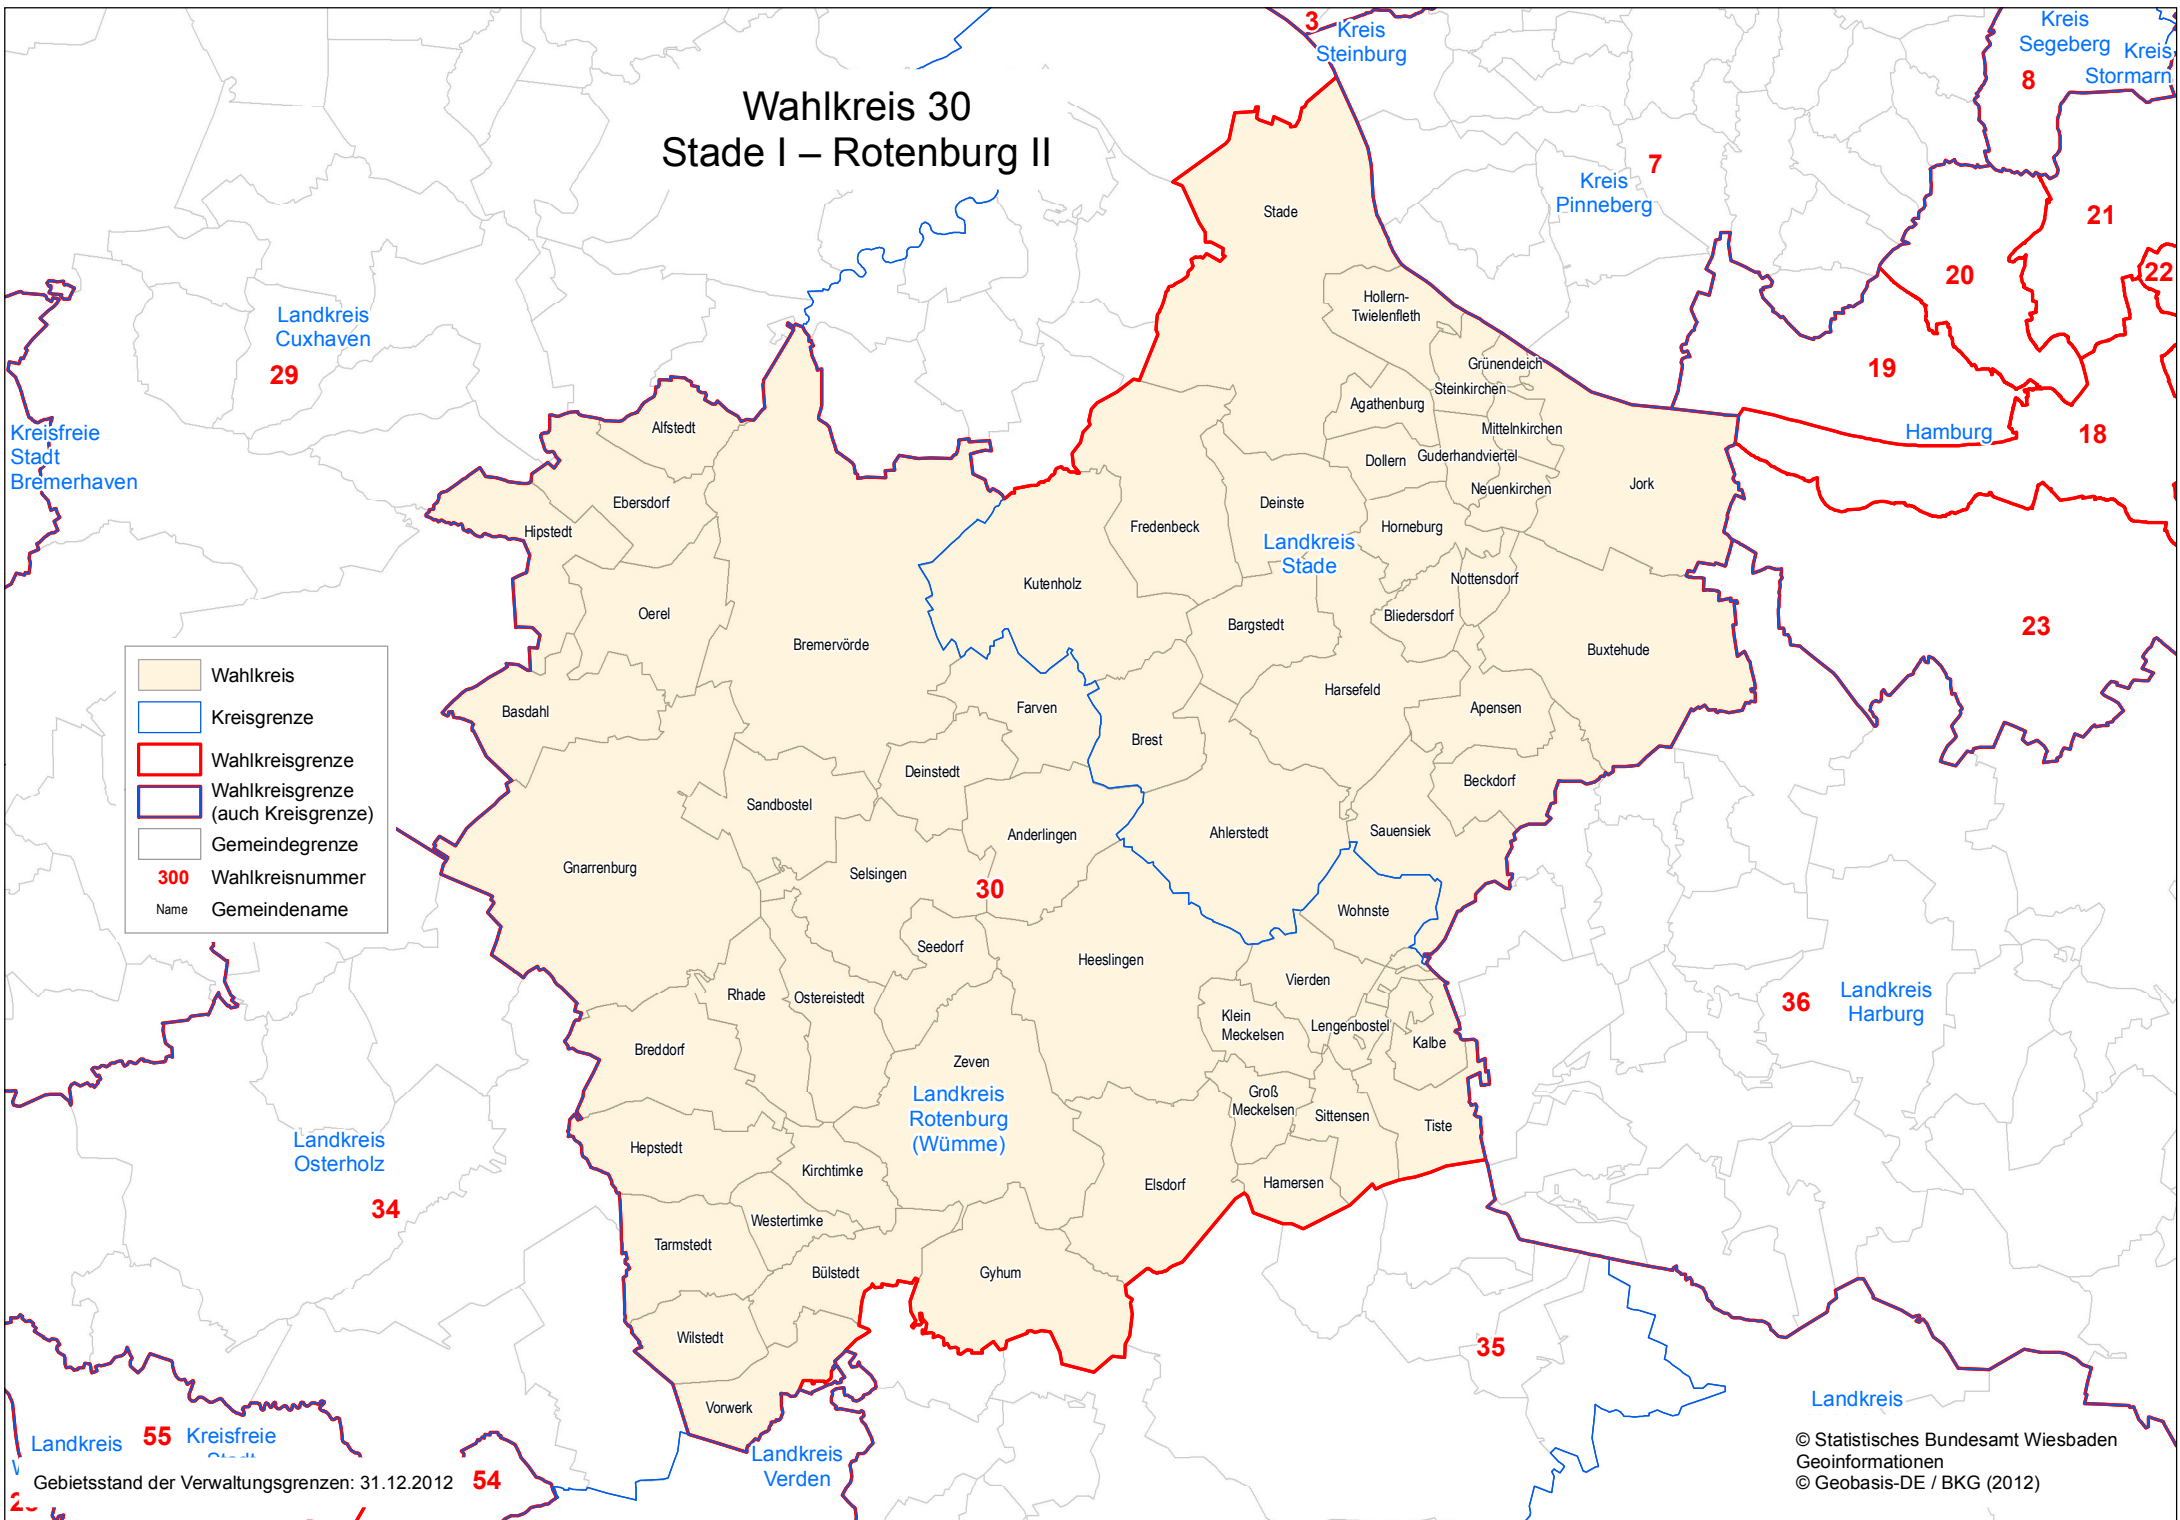 Wahlkreis 30
Stade I – Rotenburg II
3
Kreis
Steinburg
Kreis
Segeberg
8
Kreis
Stormarn
7
Kreis
Pinneberg
21
20
22
19
18
Hamburg
23
Landkreis
Cuxhaven
29
Kreisfreie
Stadt
Bremerhaven
Stade
Hollern-
Twielenfleth
Grünendeich
Steinkirchen
Agathenburg
Mittelnkirchen
Guderhandviertel
Dollern
Neuenkirchen
Jork
Alfstedt
Ebersdorf
Hipstedt
Oerel
Bremervörde
Basdahl
Fredenbeck
Deinste
Horneburg
Landkreis
Stade
Kutenholz
Nottensdorf
Bliedersdorf
Bargstedt
Buxtehude
Harsefeld
Apensen
Farven
Brest
Deinstedt
Beckdorf
Sandbostel
Anderlingen
Ahlerstedt
Sauensiek
Gnarrenburg
Selsingen
30
Wohnste
Seedorf
Heeslingen
Vierden
Rhade
Ostereistedt
Klein
Meckelsen
Lengenbostel
Kalbe
Breddorf
Zeven
Landkreis
Rotenburg
(Wümme)
Groß
Meckelsen
Sittensen
Tiste
Hepstedt
Kirchtimke
Elsdorf
Hamersen
Westertimke
Tarmstedt
Bülstedt
Gyhum
Wilstedt
Vorwerk
36
Landkreis
Harburg
Landkreis
Osterholz
34
35
Landkreis
Landkreis
Verden
Landkreis
55
Kreisfreie
54
Wahlkreis
Kreisgrenze
Wahlkreisgrenze
Wahlkreisgrenze
(auch Kreisgrenze)
Gemeindegrenze
300 Wahlkreisnummer
Name Gemeindename
Gebietsstand der Verwaltungsgrenzen: 31.12.2012
© Statistisches Bundesamt Wiesbaden
Geoinformationen
© Geobasis-DE / BKG (2012)